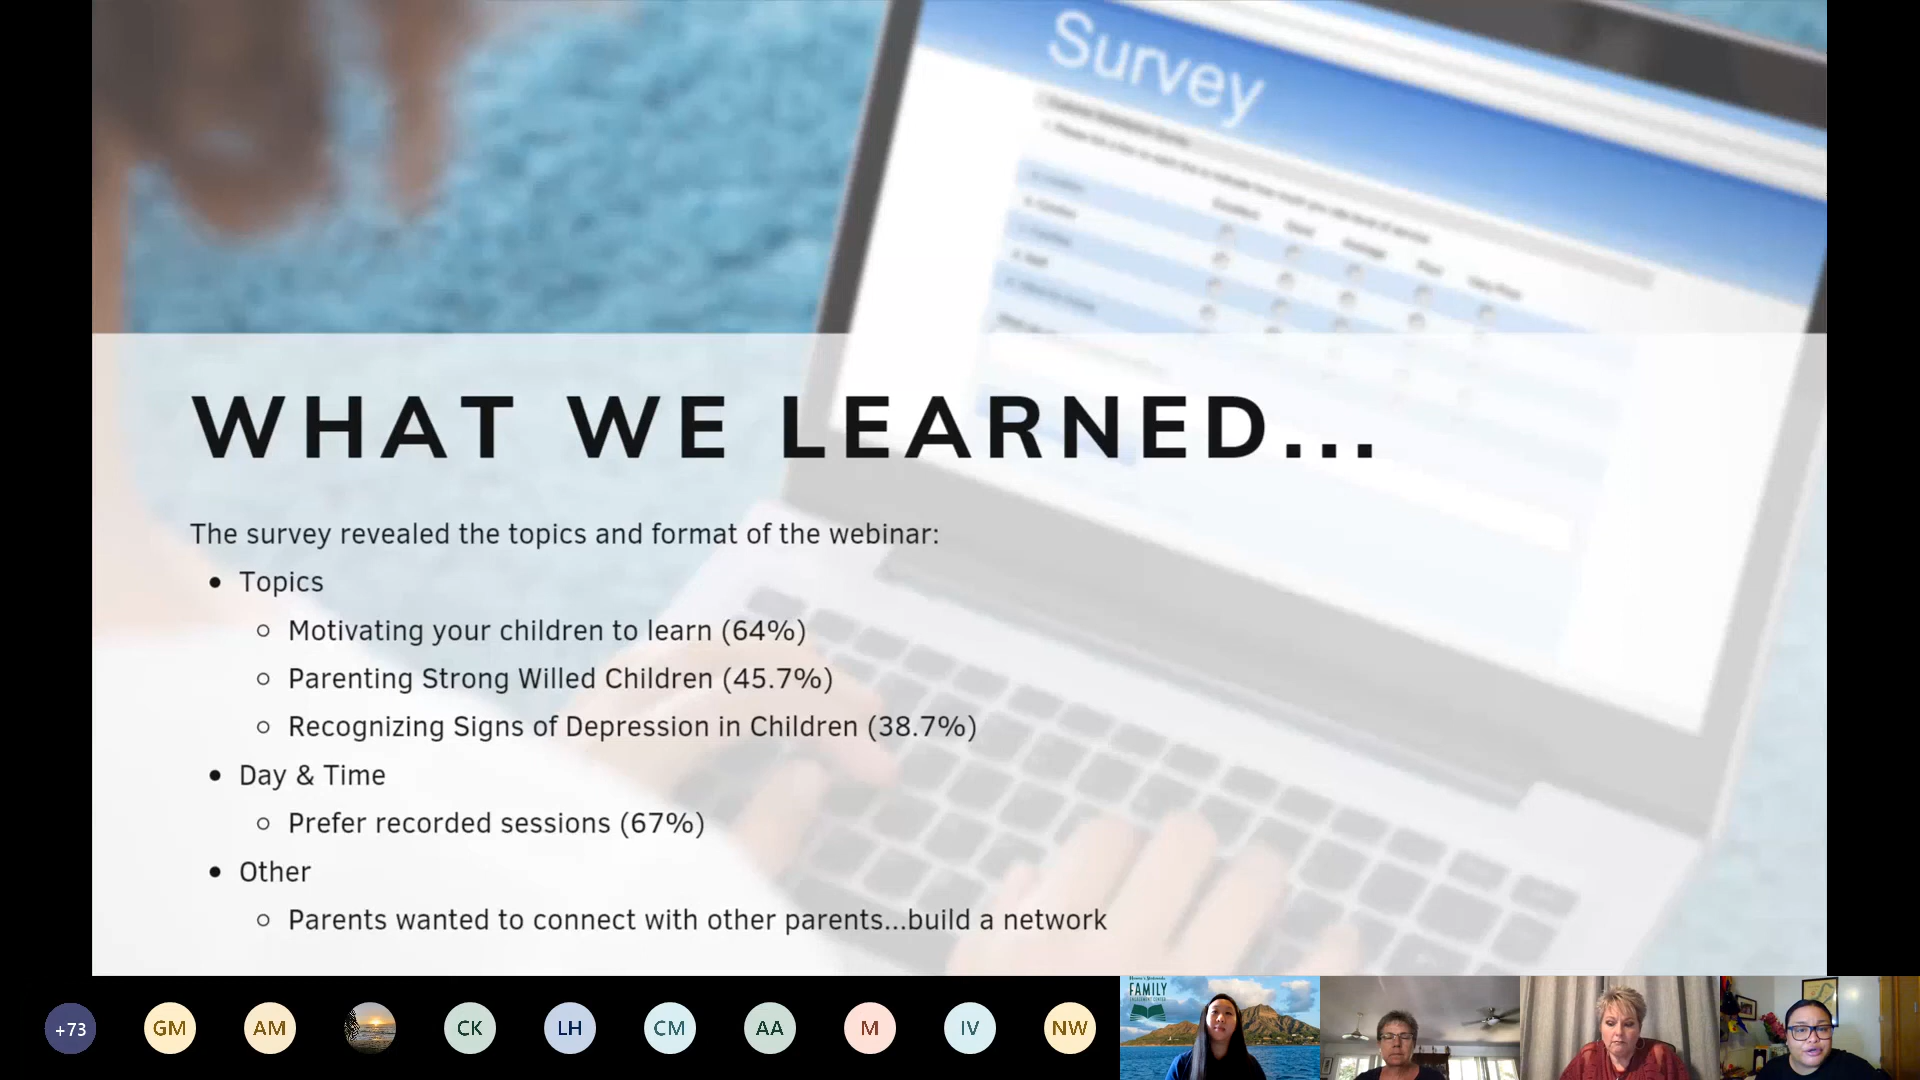 Survey
WHAT WE LEARNED...
The survey revealed the topics and format of the webinar:
• Topics
○ Motivating your children to learn (64%)
○ Parenting Strong Willed Children (45.7%)
○ Recognizing Signs of Depression in Children (38.7%)
• Day & Time
○ Prefer recorded sessions (67%)
• Other
○ Parents wanted to connect with other parents...build a network
+73
GM
AM
CK
LH
CM
AA
M
IV
NW
FAMILY